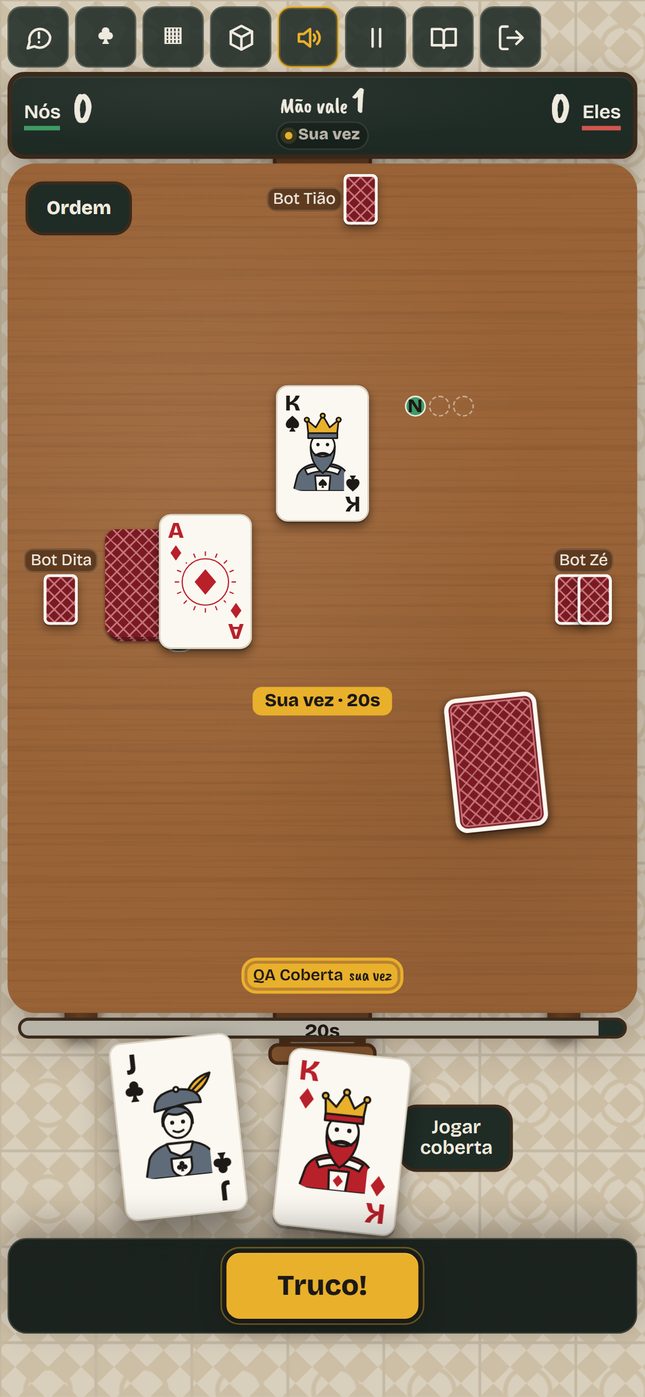 Nós 0
Mão vale 1
Sua vez
0 Eles
Ordem
Bot Tião
K
K
N
A
A
Bot Dita
Bot Zé
Sua vez · 20s
QA Coberta sua vez
20s
J
J
K
K
Jogar
coberta
Truco!